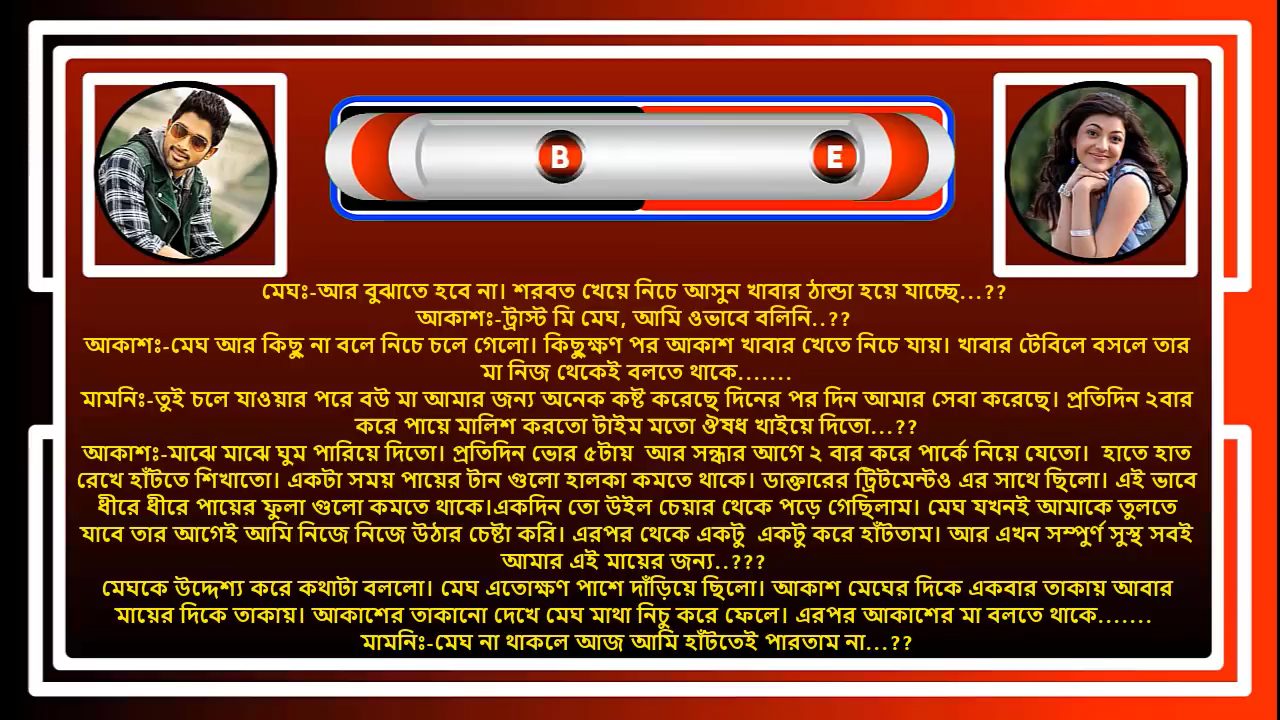 B E
মেঘঃ-আর বুঝাতে হবে না। শরবত খেয়ে নিচে আসুন খাবার ঠান্ডা হয়ে যাচ্ছে...??
আকাশঃ-ট্রাস্ট মি মেঘ, আমি ওভাবে বলিনি..??
আকাশঃ-মেঘ আর কিছু না বলে নিচে চলে গেলো। কিছুক্ষণ পর আকাশ খাবার খেতে নিচে যায়। খাবার টেবিলে বসলে তার
মা নিজ থেকেই বলতে থাকে.......
মামনিঃ-তুই চলে যাওয়ার পরে বউ মা আমার জন্য অনেক কষ্ট করেছে দিনের পর দিন আমার সেবা করেছে। প্রতিদিন ২বার
করে পায়ে মালিশ করতো টাইম মতো ঔষধ খাইয়ে দিতো...??
আকাশঃ-মাঝে মাঝে ঘুম পারিয়ে দিতো। প্রতিদিন ভোর ৫টায় আর সন্ধার আগে ২ বার করে পার্কে নিয়ে যেতো। হাতে হাত
রেখে হাঁটতে শিখাতো। একটা সময় পায়ের টান গুলো হালকা কমতে থাকে। ডাক্তারের ট্রিটমেন্টও এর সাথে ছিলো। এই ভাবে
ধীরে ধীরে পায়ের ফুলা গুলো কমতে থাকে।একদিন তো উইল চেয়ার থেকে পড়ে গেছিলাম। মেঘ যখনই আমাকে তুলতে
যাবে তার আগেই আমি নিজে নিজে উঠার চেষ্টা করি। এরপর থেকে একটু একটু করে হাঁটতাম। আর এখন সম্পুর্ণ সুস্থ সবই
আমার এই মায়ের জন্য..???
মেঘকে উদ্দেশ্য করে কথাটা বললো। মেঘ এতোক্ষণ পাশে দাঁড়িয়ে ছিলো। আকাশ মেঘের দিকে একবার তাকায় আবার
মায়ের দিকে তাকায়। আকাশের তাকানো দেখে মেঘ মাথা নিচু করে ফেলে। এরপর আকাশের মা বলতে থাকে.......
মামনিঃ-মেঘ না থাকলে আজ আমি হাঁটতেই পারতাম না...??